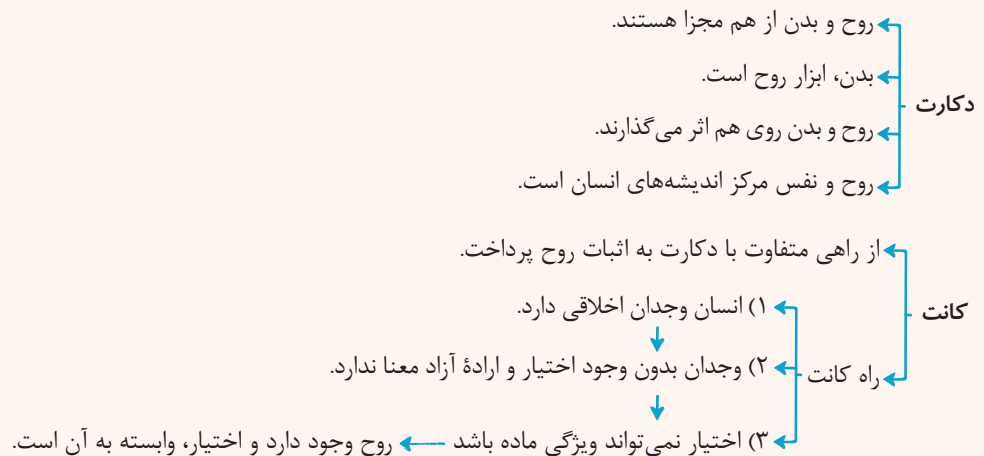 دکارت
روح و بدن از هم مجزا هستند.
بدن، ابزار روح است.
روح و بدن روی هم اثر می‌گذارند.
روح و نفس مرکز اندیشه‌های انسان است.
کانت
از راهی متفاوت با دکارت به اثبات روح پرداخت.
راه کانت
۱) انسان وجدان اخلاقی دارد.
۲) وجدان بدون وجود اختیار و ارادهٔ آزاد معنا ندارد.
۳) اختیار نمی‌تواند ویژگی ماده باشد روح وجود دارد و اختیار، وابسته به آن است.